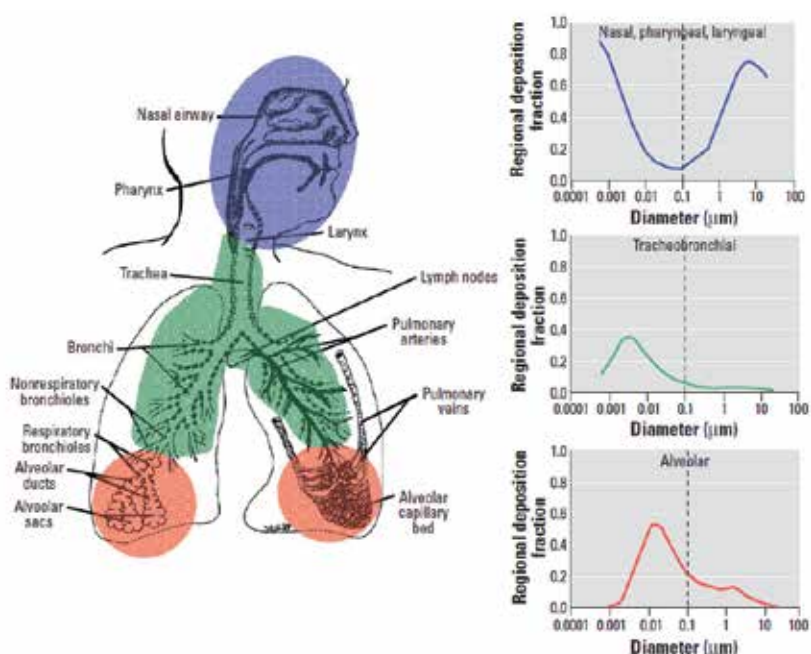 Nasal airway
Pharynx
Larynx
Trachea
Lymph nodes
Pulmonary
arteries
Bronchi
Nonrespiratory
bronchioles
Pulmonary
veins
Respiratory
bronchioles
Alveolar
ducts
Alveolar
sacs
Alveolar
capillary
bed
Nasal, pharyngeal, laryngeal
Regional deposition
fraction
1.0
0.8
0.6
0.4
0.2
0.0
0.0001 0.001 0.01 0.1 1 10 100
Diameter (μm)
Tracheobronchial
Regional deposition
fraction
1.0
0.8
0.6
0.4
0.2
0.0
0.0001 0.001 0.01 0.1 1 10 100
Diameter (μm)
Alveolar
Regional deposition
fraction
1.0
0.8
0.6
0.4
0.2
0.0
0.0001 0.001 0.01 0.1 1 10 100
Diameter (μm)